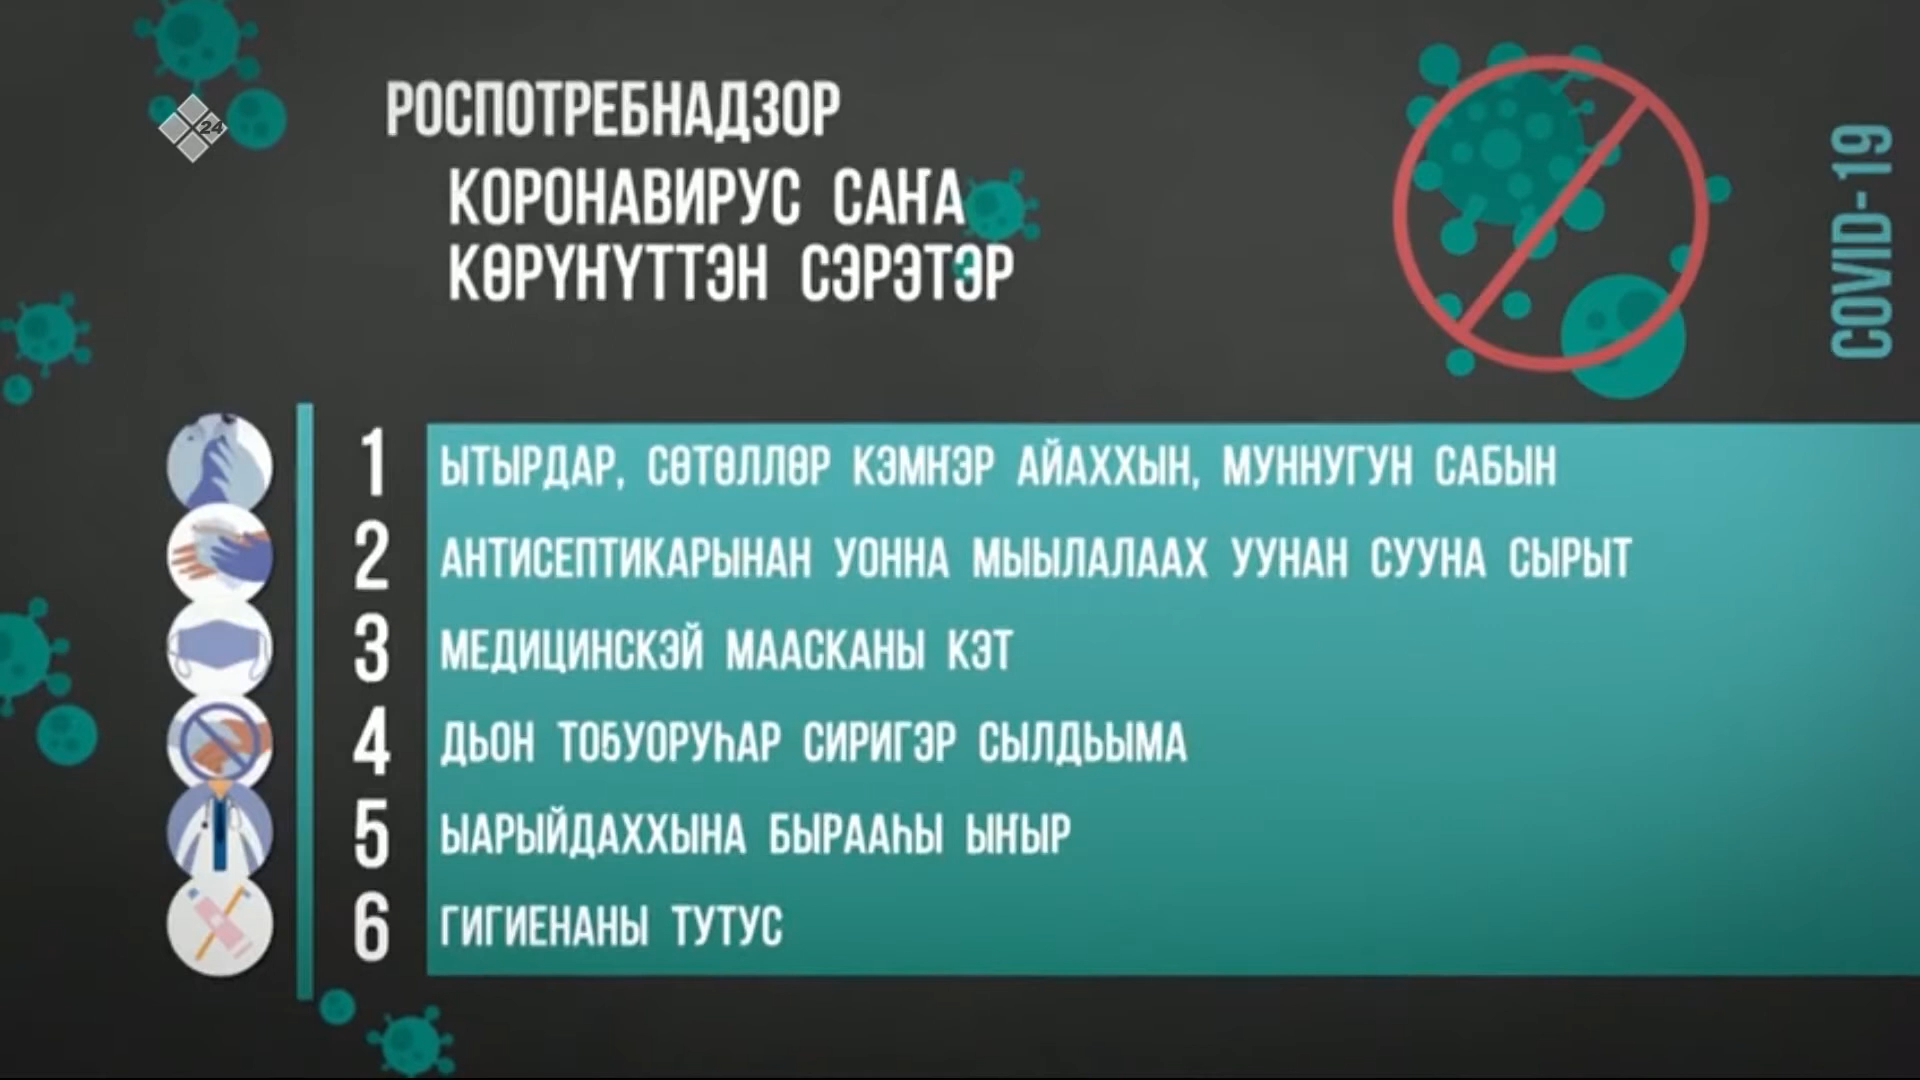 24
РОСПОТРЕБНАДЗОР
КОРОНАВИРУС САҤА
КӨРҮҤҮТТЭН СЭРЭТЭР
COVID-19
1 ЫТЫРДАР, СӨТӨЛЛӨР КЭМҤЭР АЙАХХЫН, МУННУГУН САБЫН
2 АНТИСЕПТИКАРЫНАН УОННА МЫЫЛАЛААХ УУНАН СУУНА СЫРЫТ
3 МЕДИЦИНСКЭЙ МААСКАНЫ КЭТ
4 ДЬОН ТОБУОРУҺАР СИРИГЭР СЫЛДЬЫМА
5 ЫАРЫЙДАХХЫНА БЫРААҺЫ ЫҤЫР
6 ГИГИЕНАНЫ ТУТУС